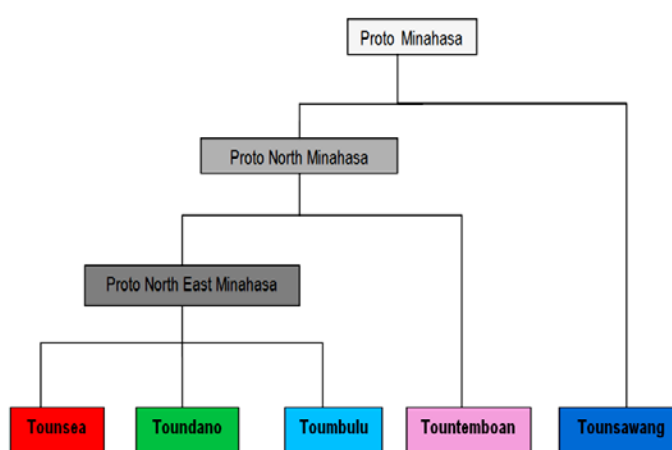 Proto Minahasa
Proto North Minahasa
Proto North East Minahasa
Tounsea
Toundano
Toumbulu
Tountemboan
Tounsawang